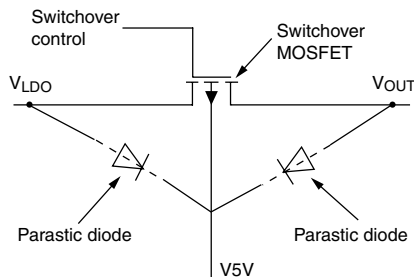 Switchover
control
Switchover
MOSFET
VLDO
VOUT
Parastic diode
Parastic diode
V5V